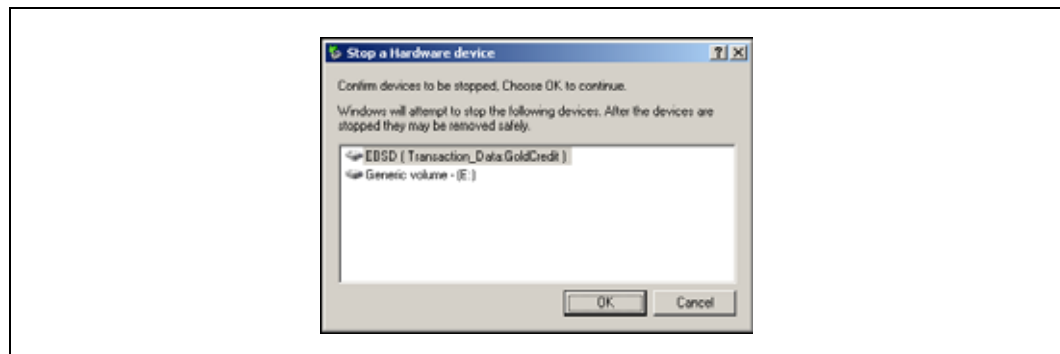 Stop a Hardware device
Confirm devices to be stopped, Choose OK to continue.
Windows will attempt to stop the following devices. After the devices are
stopped they may be removed safely.
EBSD ( Transaction_Data:GoldCredit )
Generic volume - (E:)
OK Cancel